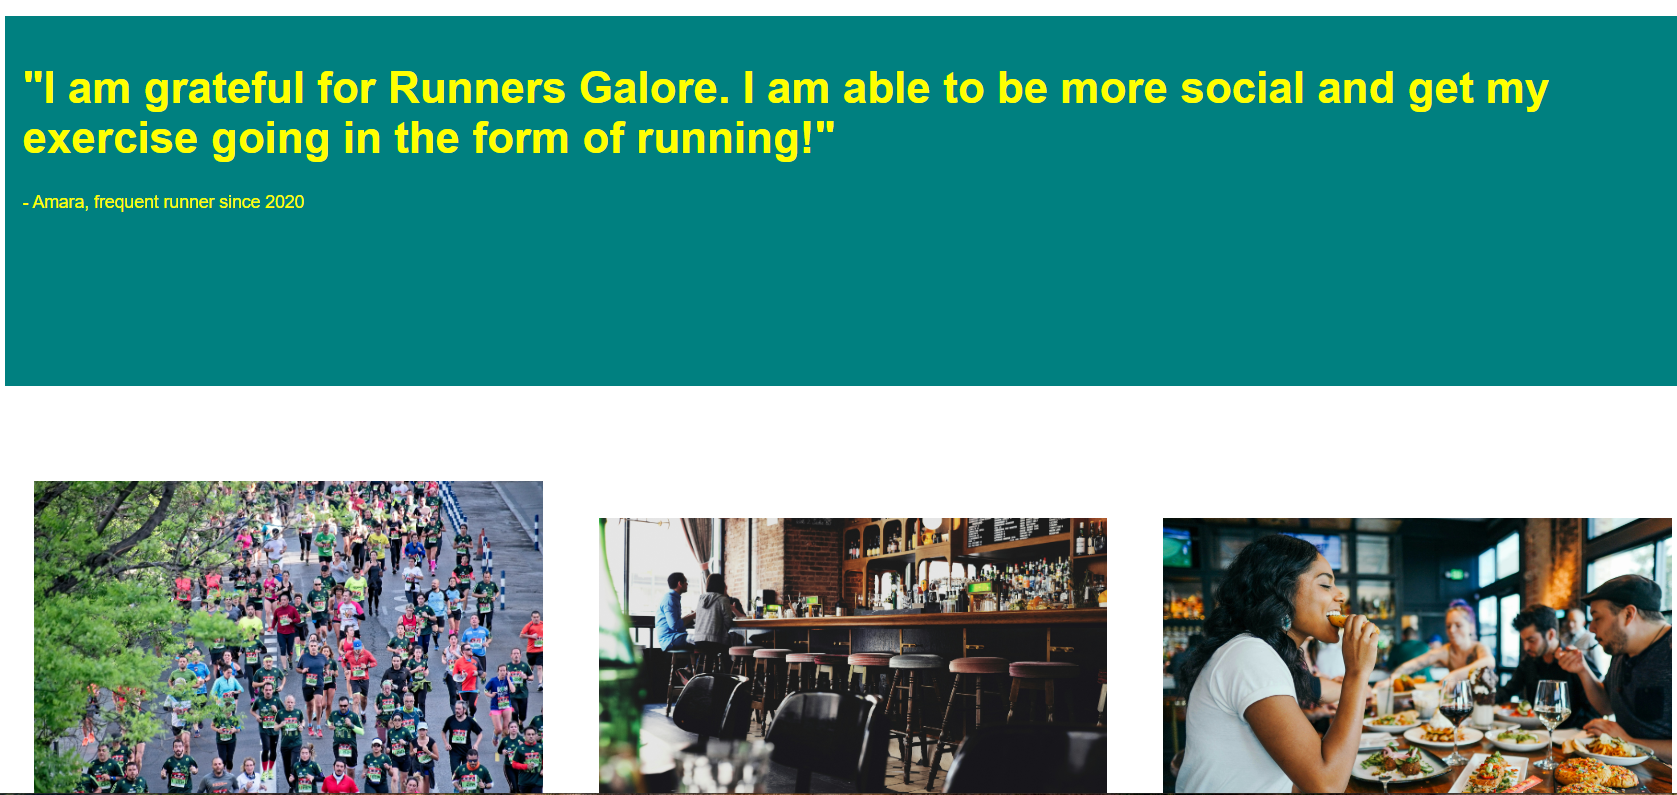 "I am grateful for Runners Galore. I am able to be more social and get my
exercise going in the form of running!"
- Amara, frequent runner since 2020